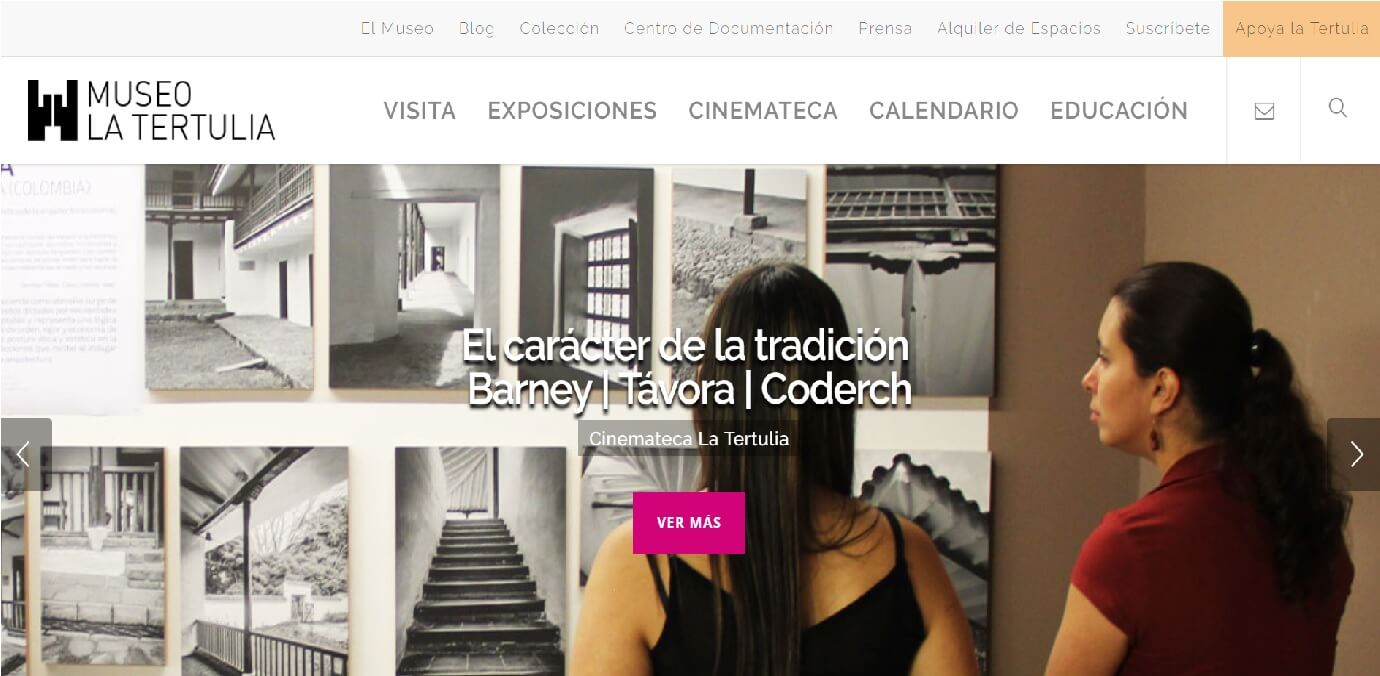 El Museo Blog Colección Centro de Documentación Prensa Alquiler de Espacios Suscríbete Apoya la Tertulia
MUSEO
LA TERTULIA
VISITA EXPOSICIONES CINEMATECA CALENDARIO EDUCACIÓN
A
(COLOMBIA)
El carácter de la tradición
Barney | Távora | Coderch
Cinemateca La Tertulia
VER MÁS